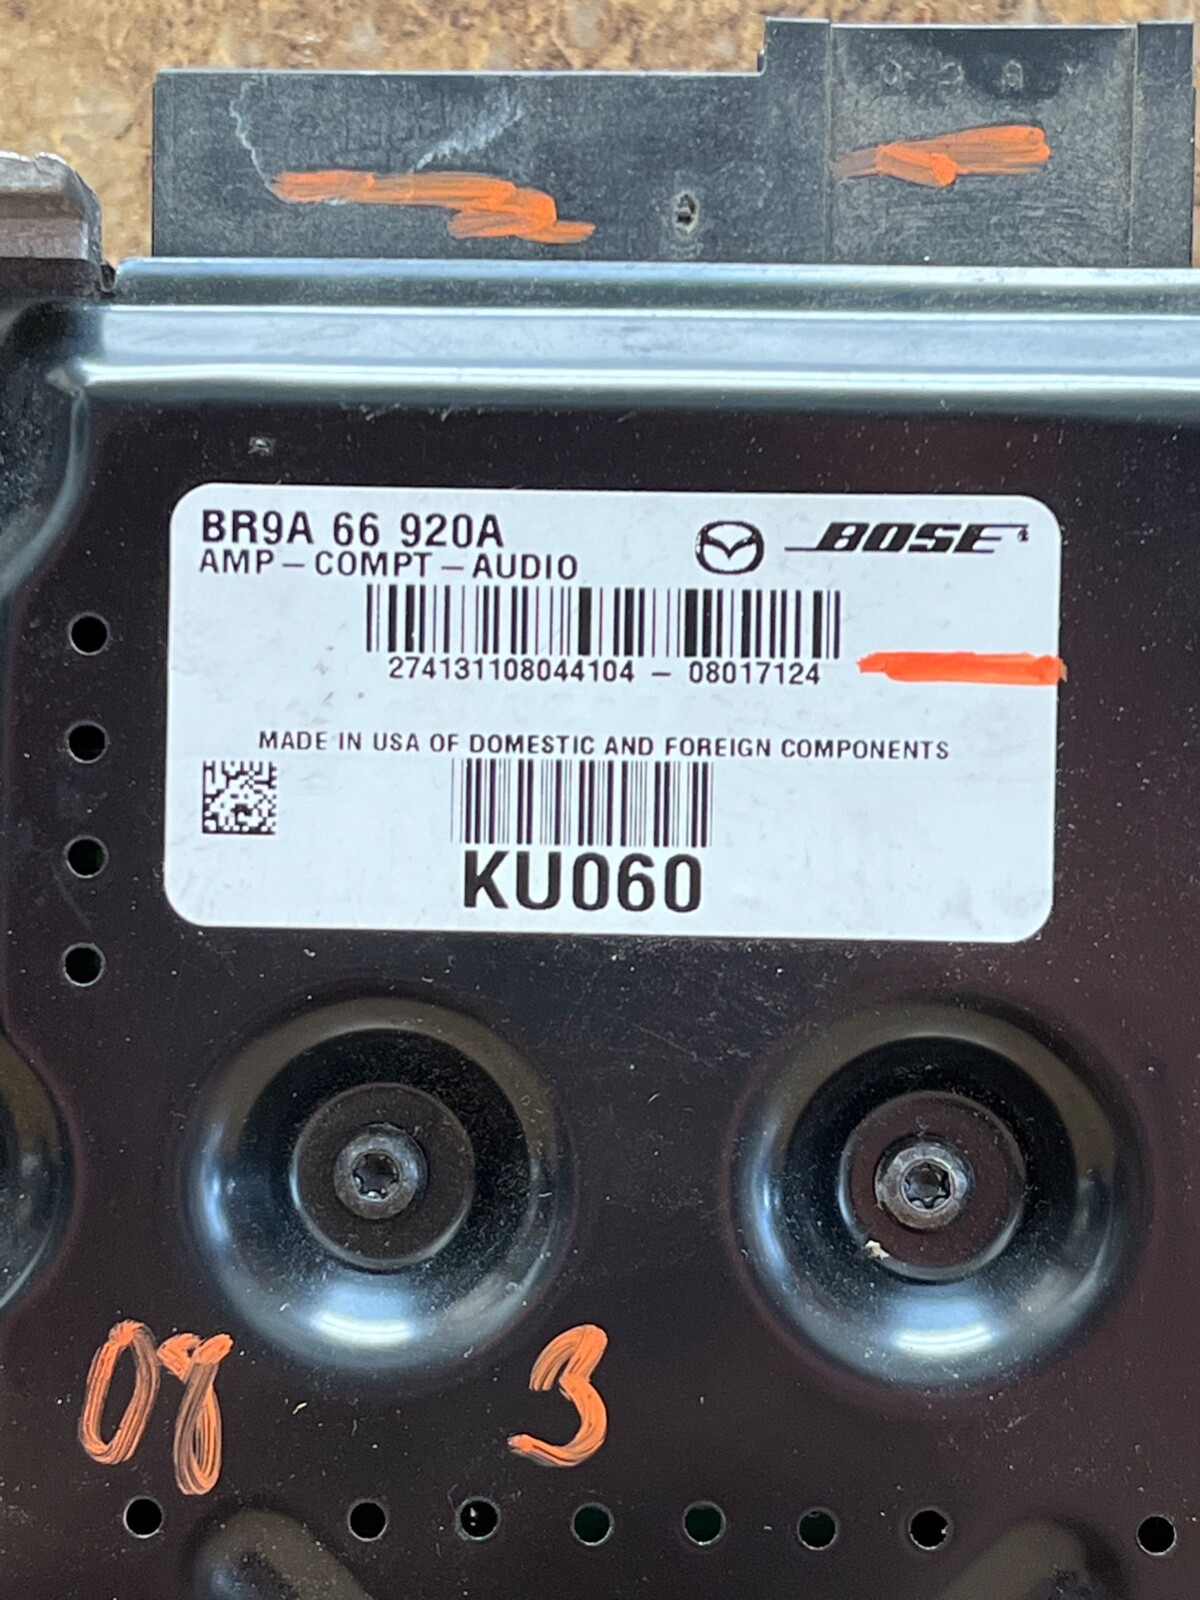 BR9A 66 920A
AMP – COMPT – AUDIO
BOSE
274131108044104 – 08017124
MADE IN USA OF DOMESTIC AND FOREIGN COMPONENTS
KU060
08 3